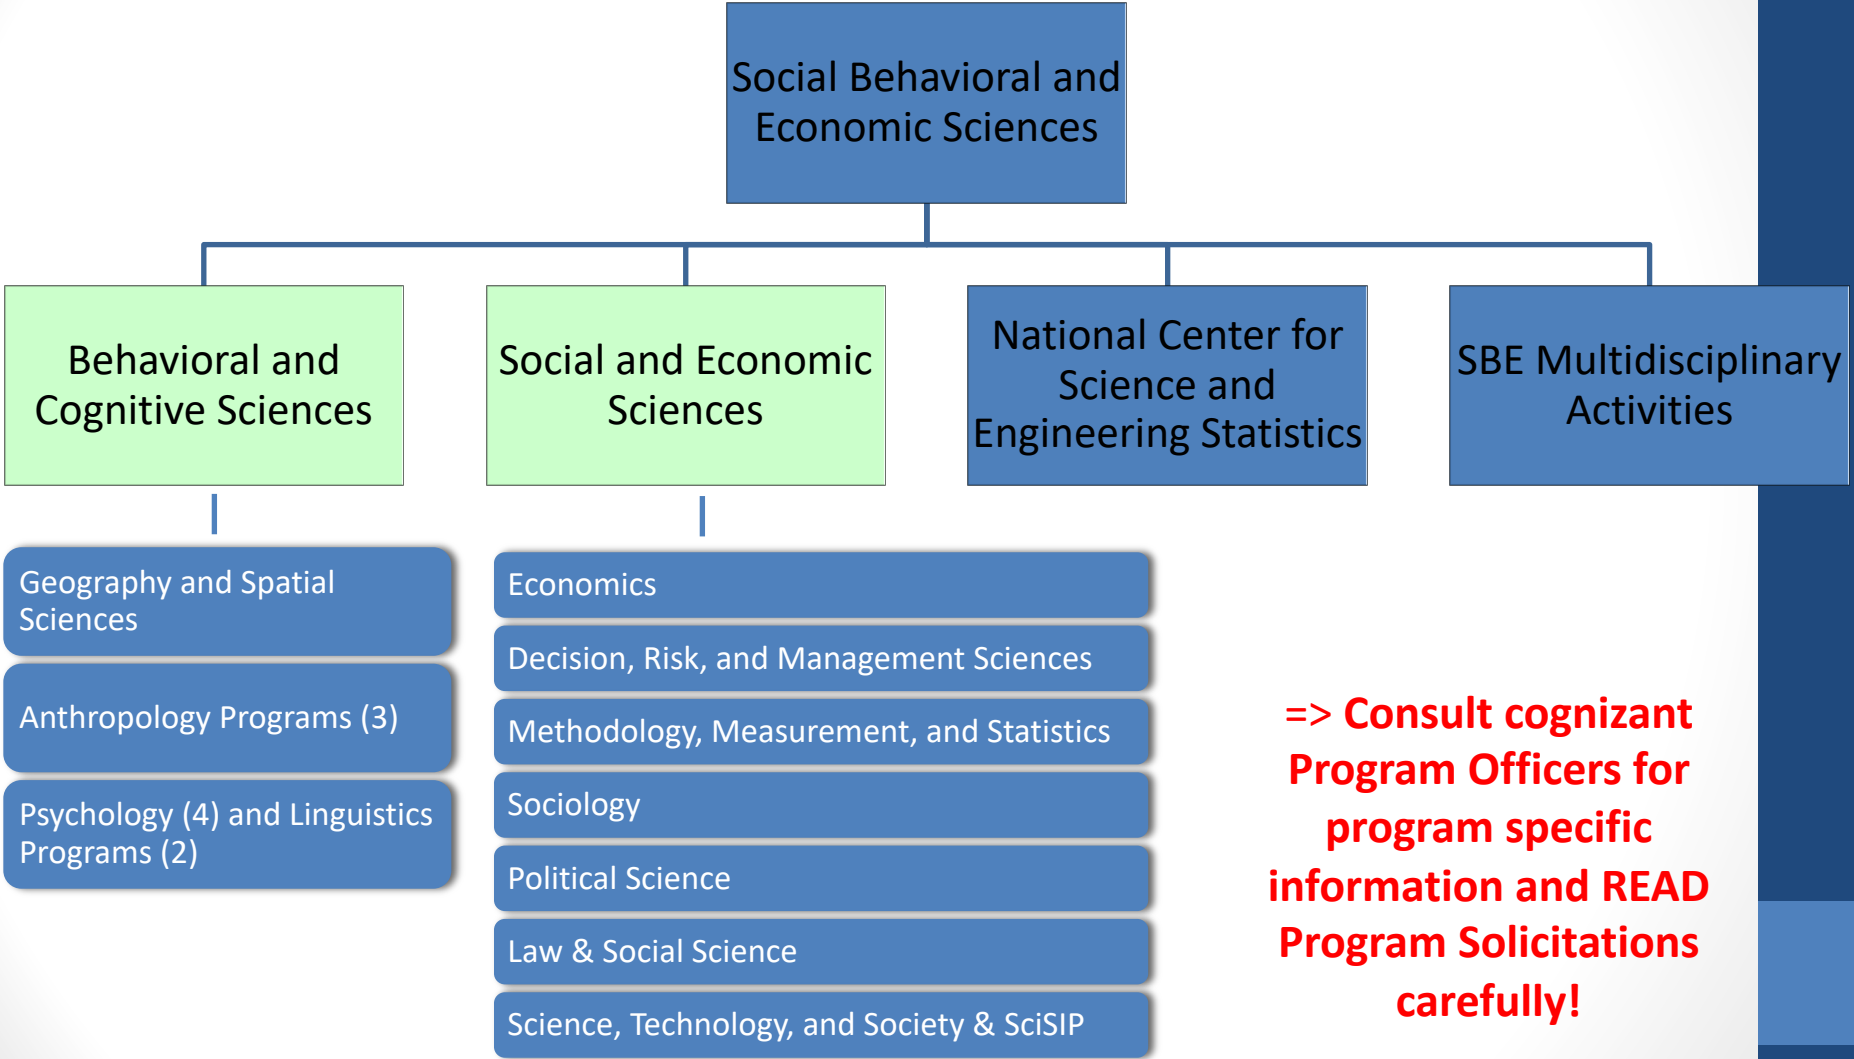 Social Behavioral and
Economic Sciences
Behavioral and
Cognitive Sciences
Social and Economic
Sciences
National Center for
Science and
Engineering Statistics
SBE Multidisciplinary
Activities
Geography and Spatial
Sciences
Anthropology Programs (3)
Psychology (4) and Linguistics
Programs (2)
Economics
Decision, Risk, and Management Sciences
Methodology, Measurement, and Statistics
Sociology
Political Science
Law & Social Science
Science, Technology, and Society & SciSIP
=> Consult cognizant
Program Officers for
program specific
information and READ
Program Solicitations
carefully!